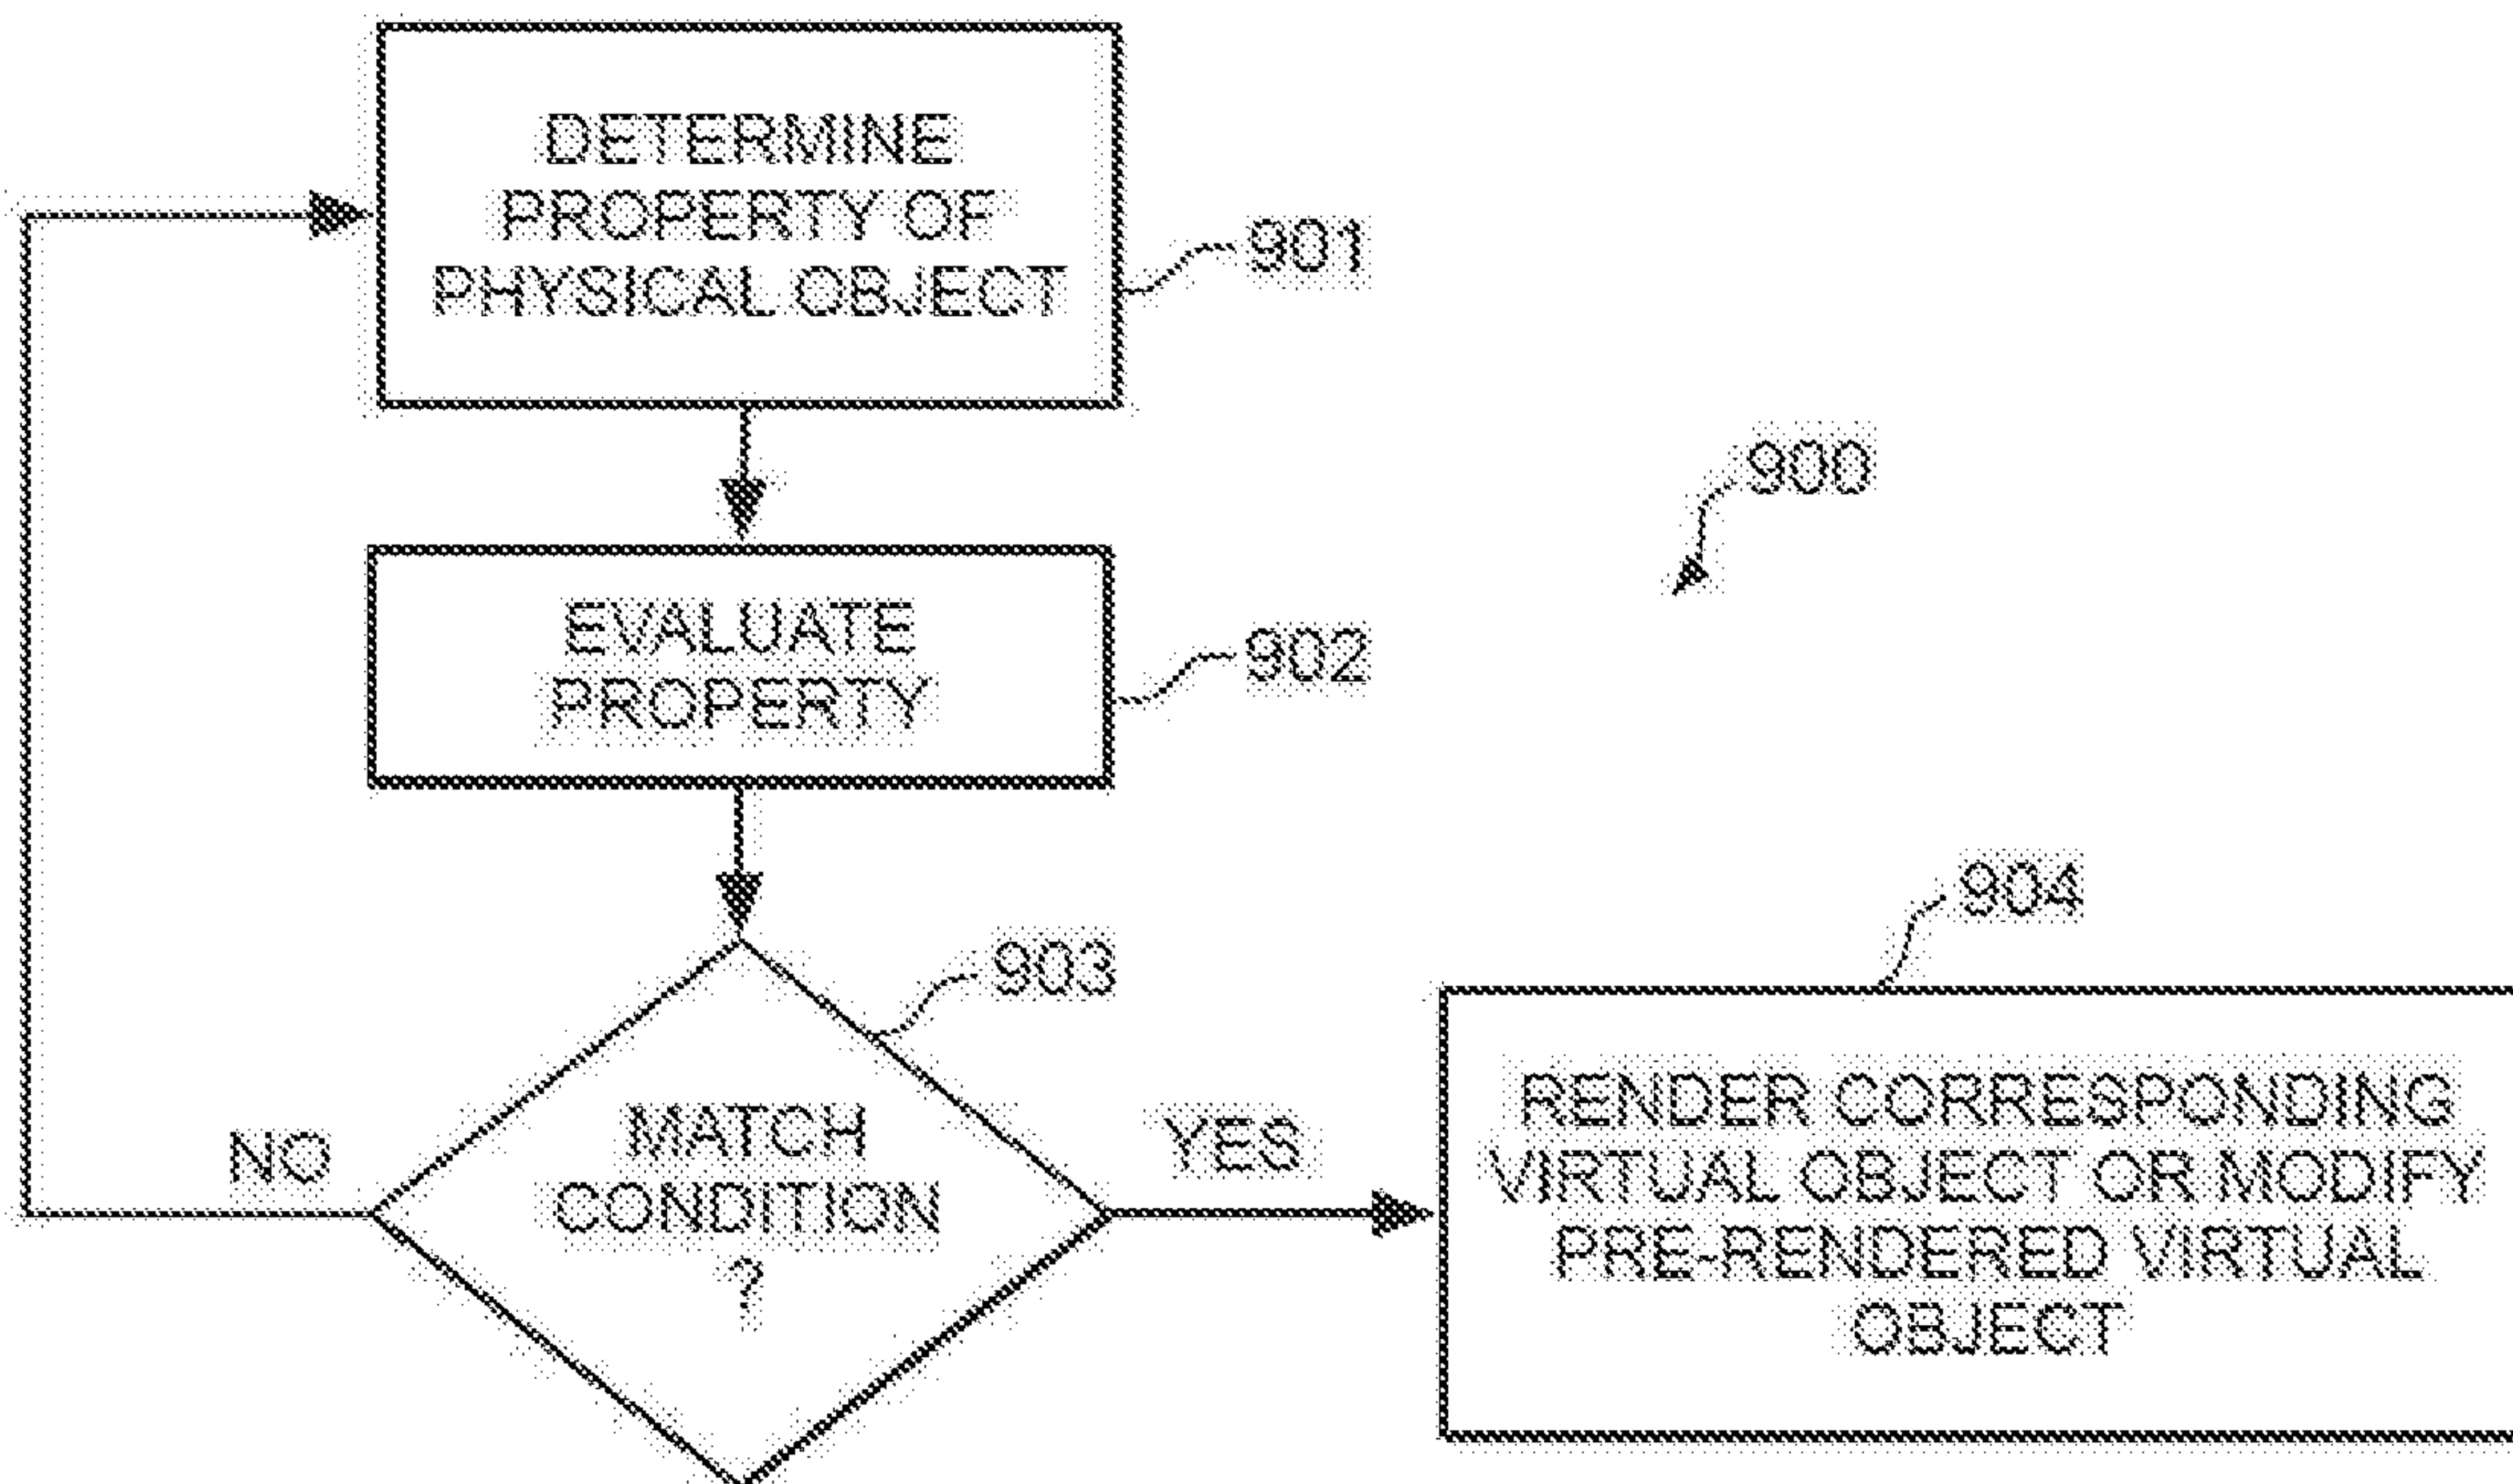 DETERMINE
PROPERTY OF
PHYSICAL OBJECT
901
900
EVALUATE
PROPERTY
902
904
903
MATCH
CONDITION
?
NO
YES
RENDER CORRESPONDING
VIRTUAL OBJECT OR MODIFY
PRE-RENDERED VIRTUAL
OBJECT